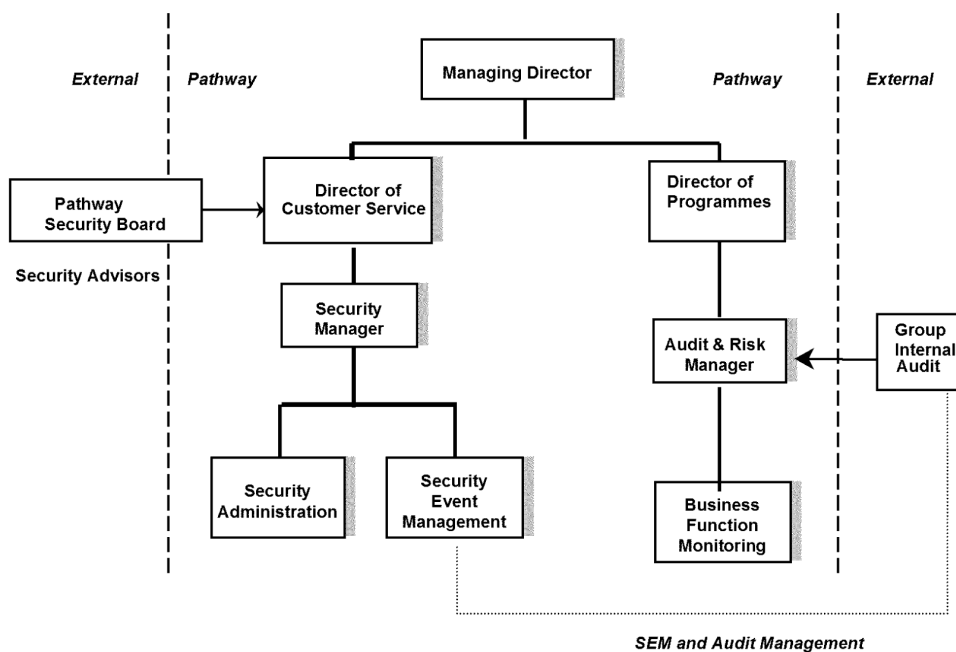 Managing Director
External
Pathway
Pathway
External
Director of
Customer Service
Director of
Programmes
Pathway
Security Board
Security Advisors
Security
Manager
Audit & Risk
Manager
Group
Internal
Audit
Security
Administration
Security
Event
Management
Business
Function
Monitoring
SEM and Audit Management